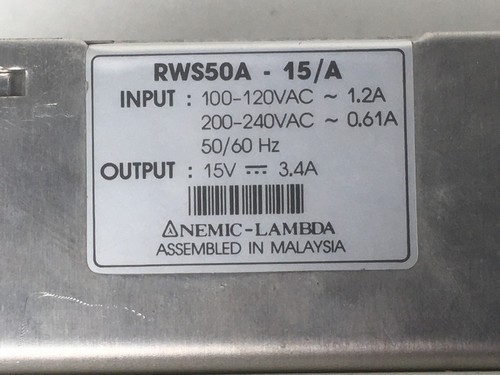 RWS50A - 15/A
INPUT : 100-120VAC ~ 1.2A
200-240VAC ~ 0.61A
50/60 Hz
OUTPUT : 15V ⎓ 3.4A
NEMIC-LAMBDA
ASSEMBLED IN MALAYSIA